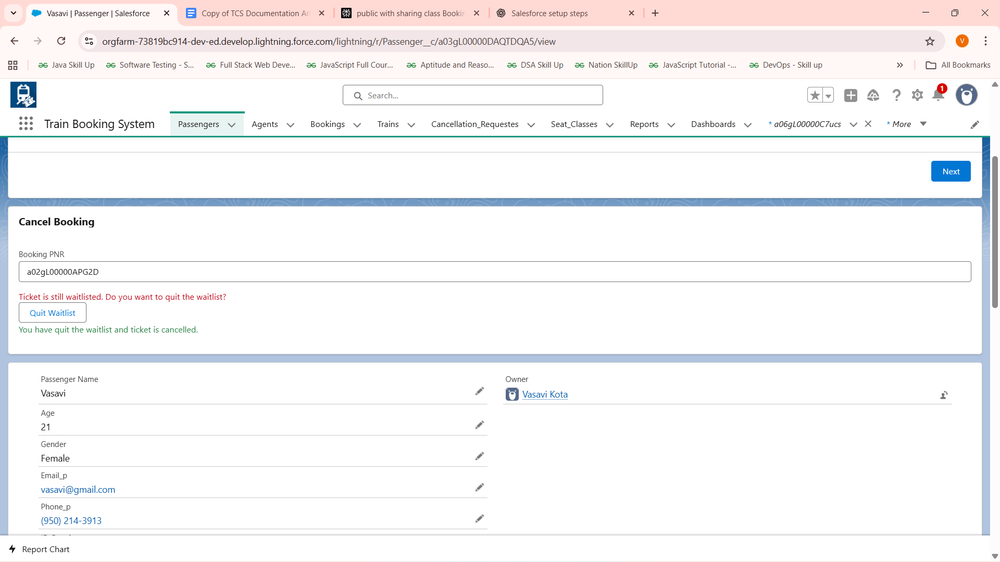 Vasavi | Passenger | Salesforce
Copy of TCS Documentation An
public with sharing class Bookin
Salesforce setup steps
orgfarm-73819bc914-dev-ed.develop.lightning.force.com/lightning/r/Passenger__c/a03gL00000DAQTDQA5/view
V
Java Skill Up
Software Testing - S...
Full Stack Web Deve...
JavaScript Full Cour...
Aptitude and Reaso...
DSA Skill Up
Nation SkillUp
JavaScript Tutorial -...
DevOps - Skill up
All Bookmarks
Search...
1
Train Booking System
Passengers
Agents
Bookings
Trains
Cancellation_Requestes
Seat_Classes
Reports
Dashboards
* a06gL00000C7ucs
* More
Next
Cancel Booking
Booking PNR
a02gL00000APG2D
Ticket is still waitlisted. Do you want to quit the waitlist?
Quit Waitlist
You have quit the waitlist and ticket is cancelled.
Passenger Name
Vasavi
Owner
Vasavi Kota
Age
21
Gender
Female
Email_p
vasavi@gmail.com
Phone_p
(950) 214-3913
Report Chart